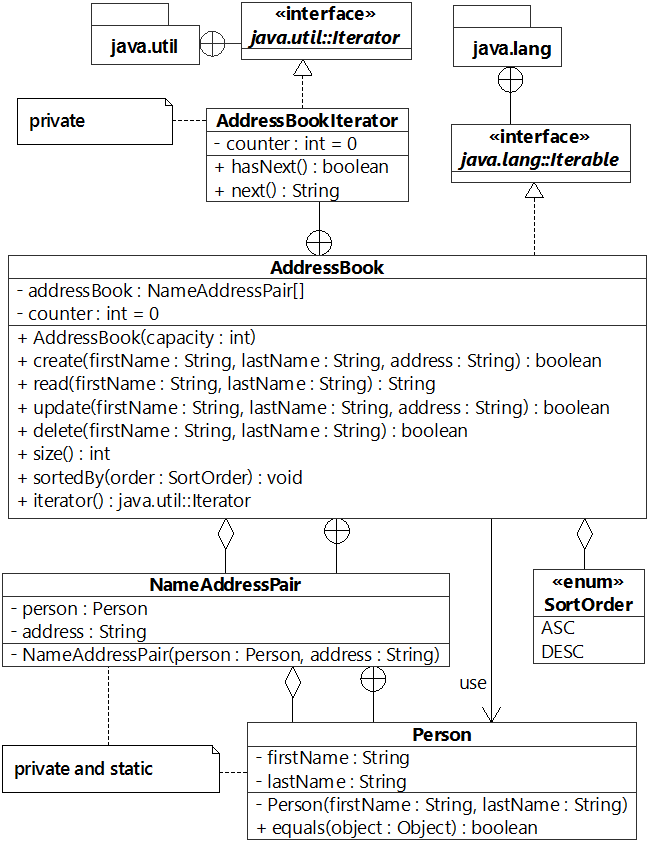 java.util
«interface»
java.util::Iterator
java.lang
private
AddressBookIterator
- counter : int = 0
+ hasNext() : boolean
+ next() : String
«interface»
java.lang::Iterable
AddressBook
- addressBook : NameAddressPair[]
- counter : int = 0
+ AddressBook(capacity : int)
+ create(firstName : String, lastName : String, address : String) : boolean
+ read(firstName : String, lastName : String) : String
+ update(firstName : String, lastName : String, address : String) : boolean
+ delete(firstName : String, lastName : String) : boolean
+ size() : int
+ sortedBy(order : SortOrder) : void
+ iterator() : java.util::Iterator
NameAddressPair
- person : Person
- address : String
- NameAddressPair(person : Person, address : String)
«enum»
SortOrder
ASC
DESC
use
private and static
Person
- firstName : String
- lastName : String
- Person(firstName : String, lastName : String)
+ equals(object : Object) : boolean